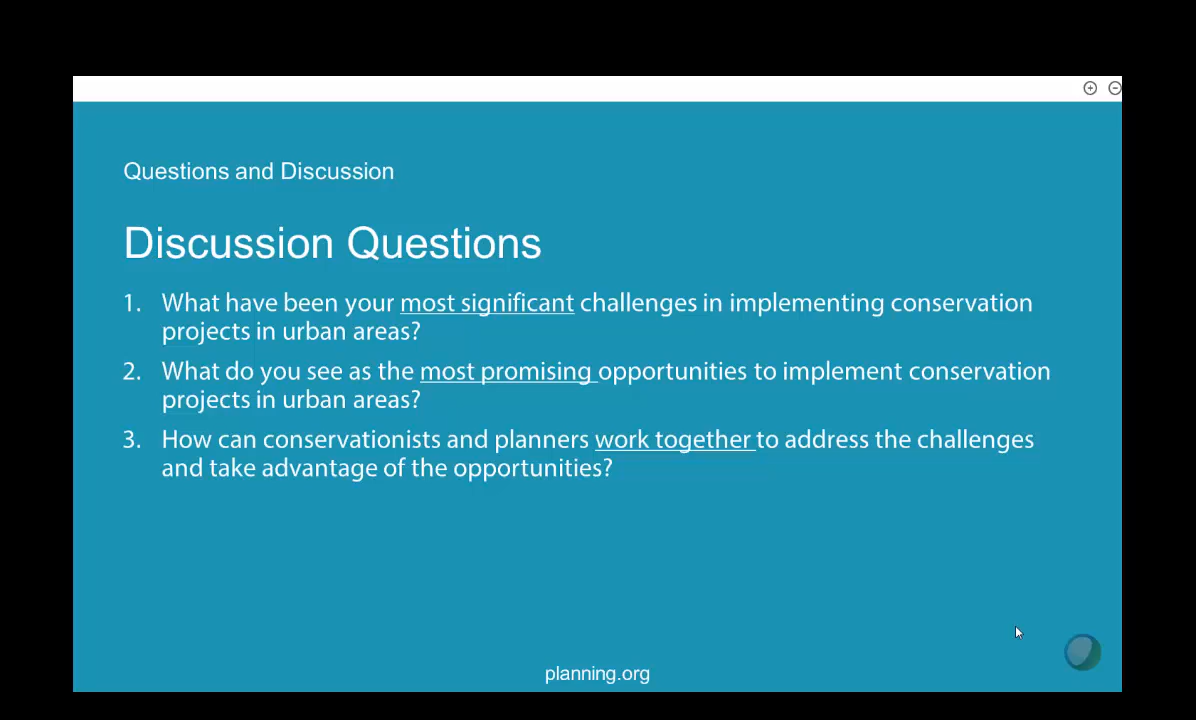 Questions and Discussion
Discussion Questions
1. What have been your most significant challenges in implementing conservation
projects in urban areas?
2. What do you see as the most promising opportunities to implement conservation
projects in urban areas?
3. How can conservationists and planners work together to address the challenges
and take advantage of the opportunities?
planning.org